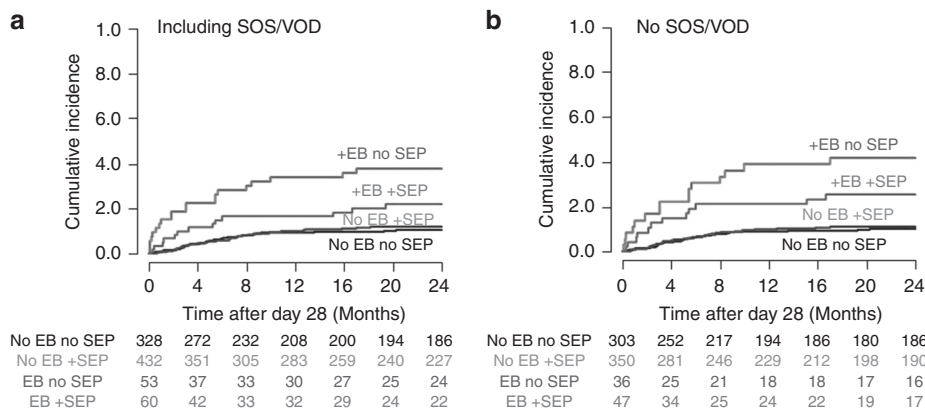 a Including SOS/VOD
Cumulative incidence
1.0
8.0
6.0
4.0
2.0
0.0
+EB no SEP
+EB +SEP
No EB +SEP
No EB no SEP
0 4 8 12 16 20 24
Time after day 28 (Months)
No EB no SEP 328 272 232 208 200 194 186
No EB +SEP 432 351 305 283 259 240 227
EB no SEP 53 37 33 30 27 25 24
EB +SEP 60 42 33 32 29 24 22
b No SOS/VOD
Cumulative incidence
1.0
8.0
6.0
4.0
2.0
0.0
+EB no SEP
+EB +SEP
No EB +SEP
No EB no SEP
0 4 8 12 16 20 24
Time after day 28 (Months)
No EB no SEP 303 252 217 194 186 180 186
No EB +SEP 350 281 246 229 212 198 190
EB no SEP 36 25 21 18 18 17 16
EB +SEP 47 34 25 24 22 19 17